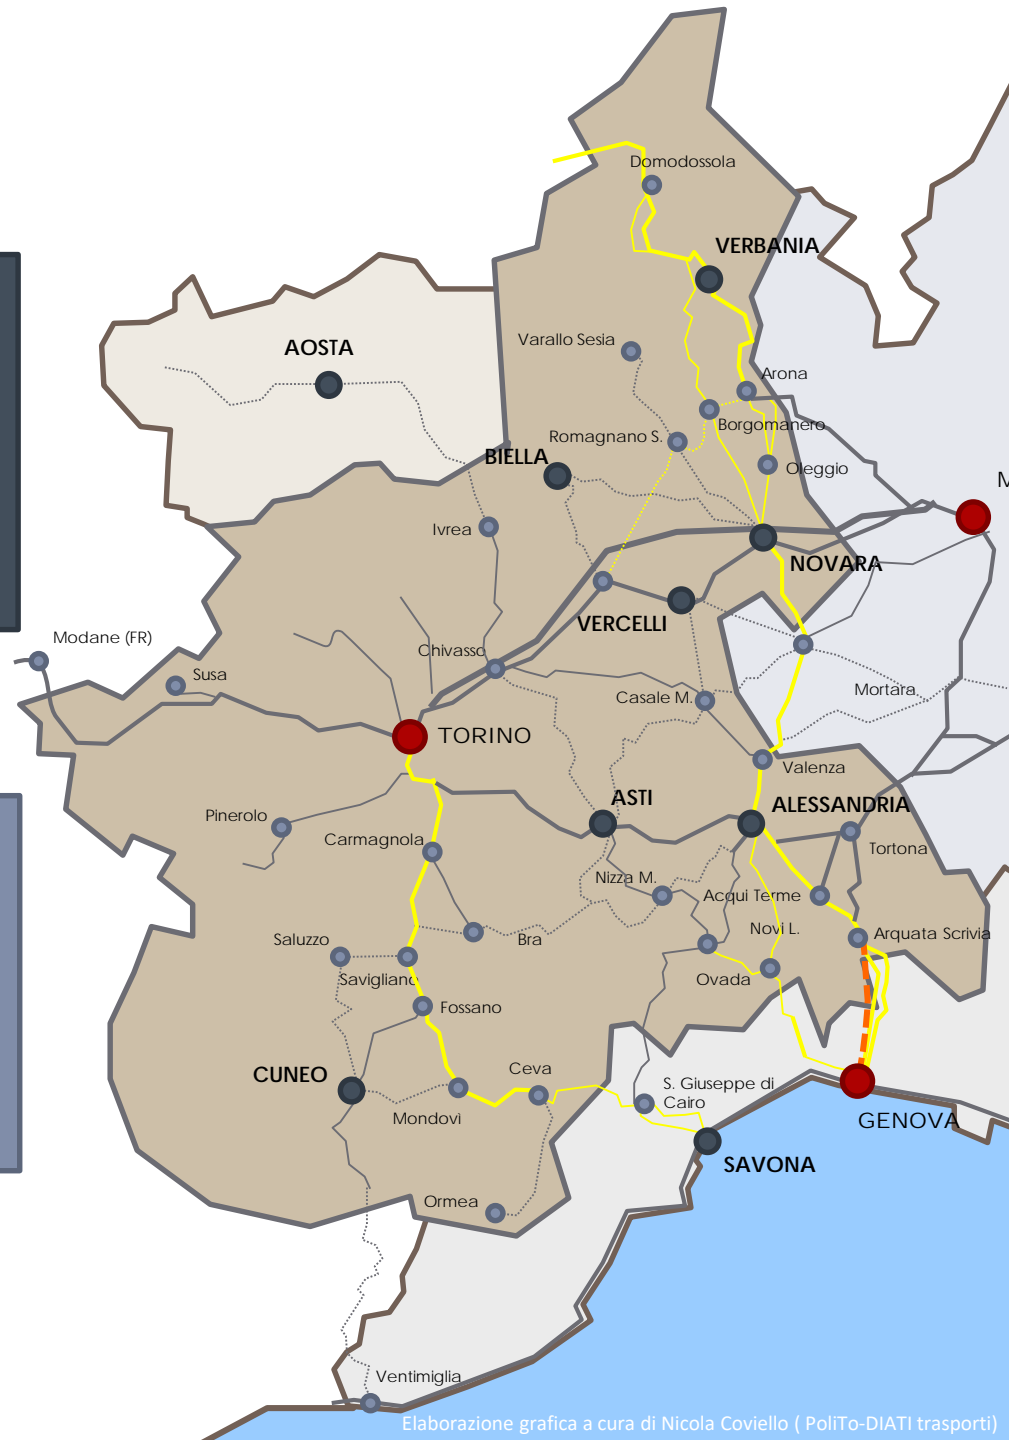 Domodossola
VERBANIA
Varallo Sesia
AOSTA
Arona
Borgomanero
Romagnano S.
BIELLA
Oleggio
M
Ivrea
NOVARA
VERCELLI
Modane (FR)
Chivasso
Susa
Casale M.
Mortara
TORINO
Valenza
ASTI
ALESSANDRIA
Pinerolo
Carmagnola
Tortona
Nizza M.
Acqui Terme
Novi L.
Arquata Scrivia
Saluzzo
Bra
Savigliano
Ovada
Fossano
CUNEO
Ceva
S. Giuseppe di
Cairo
Mondovì
GENOVA
SAVONA
Ormea
Ventimiglia
Elaborazione grafica a cura di Nicola Coviello ( PoliTo-DIATI trasporti)